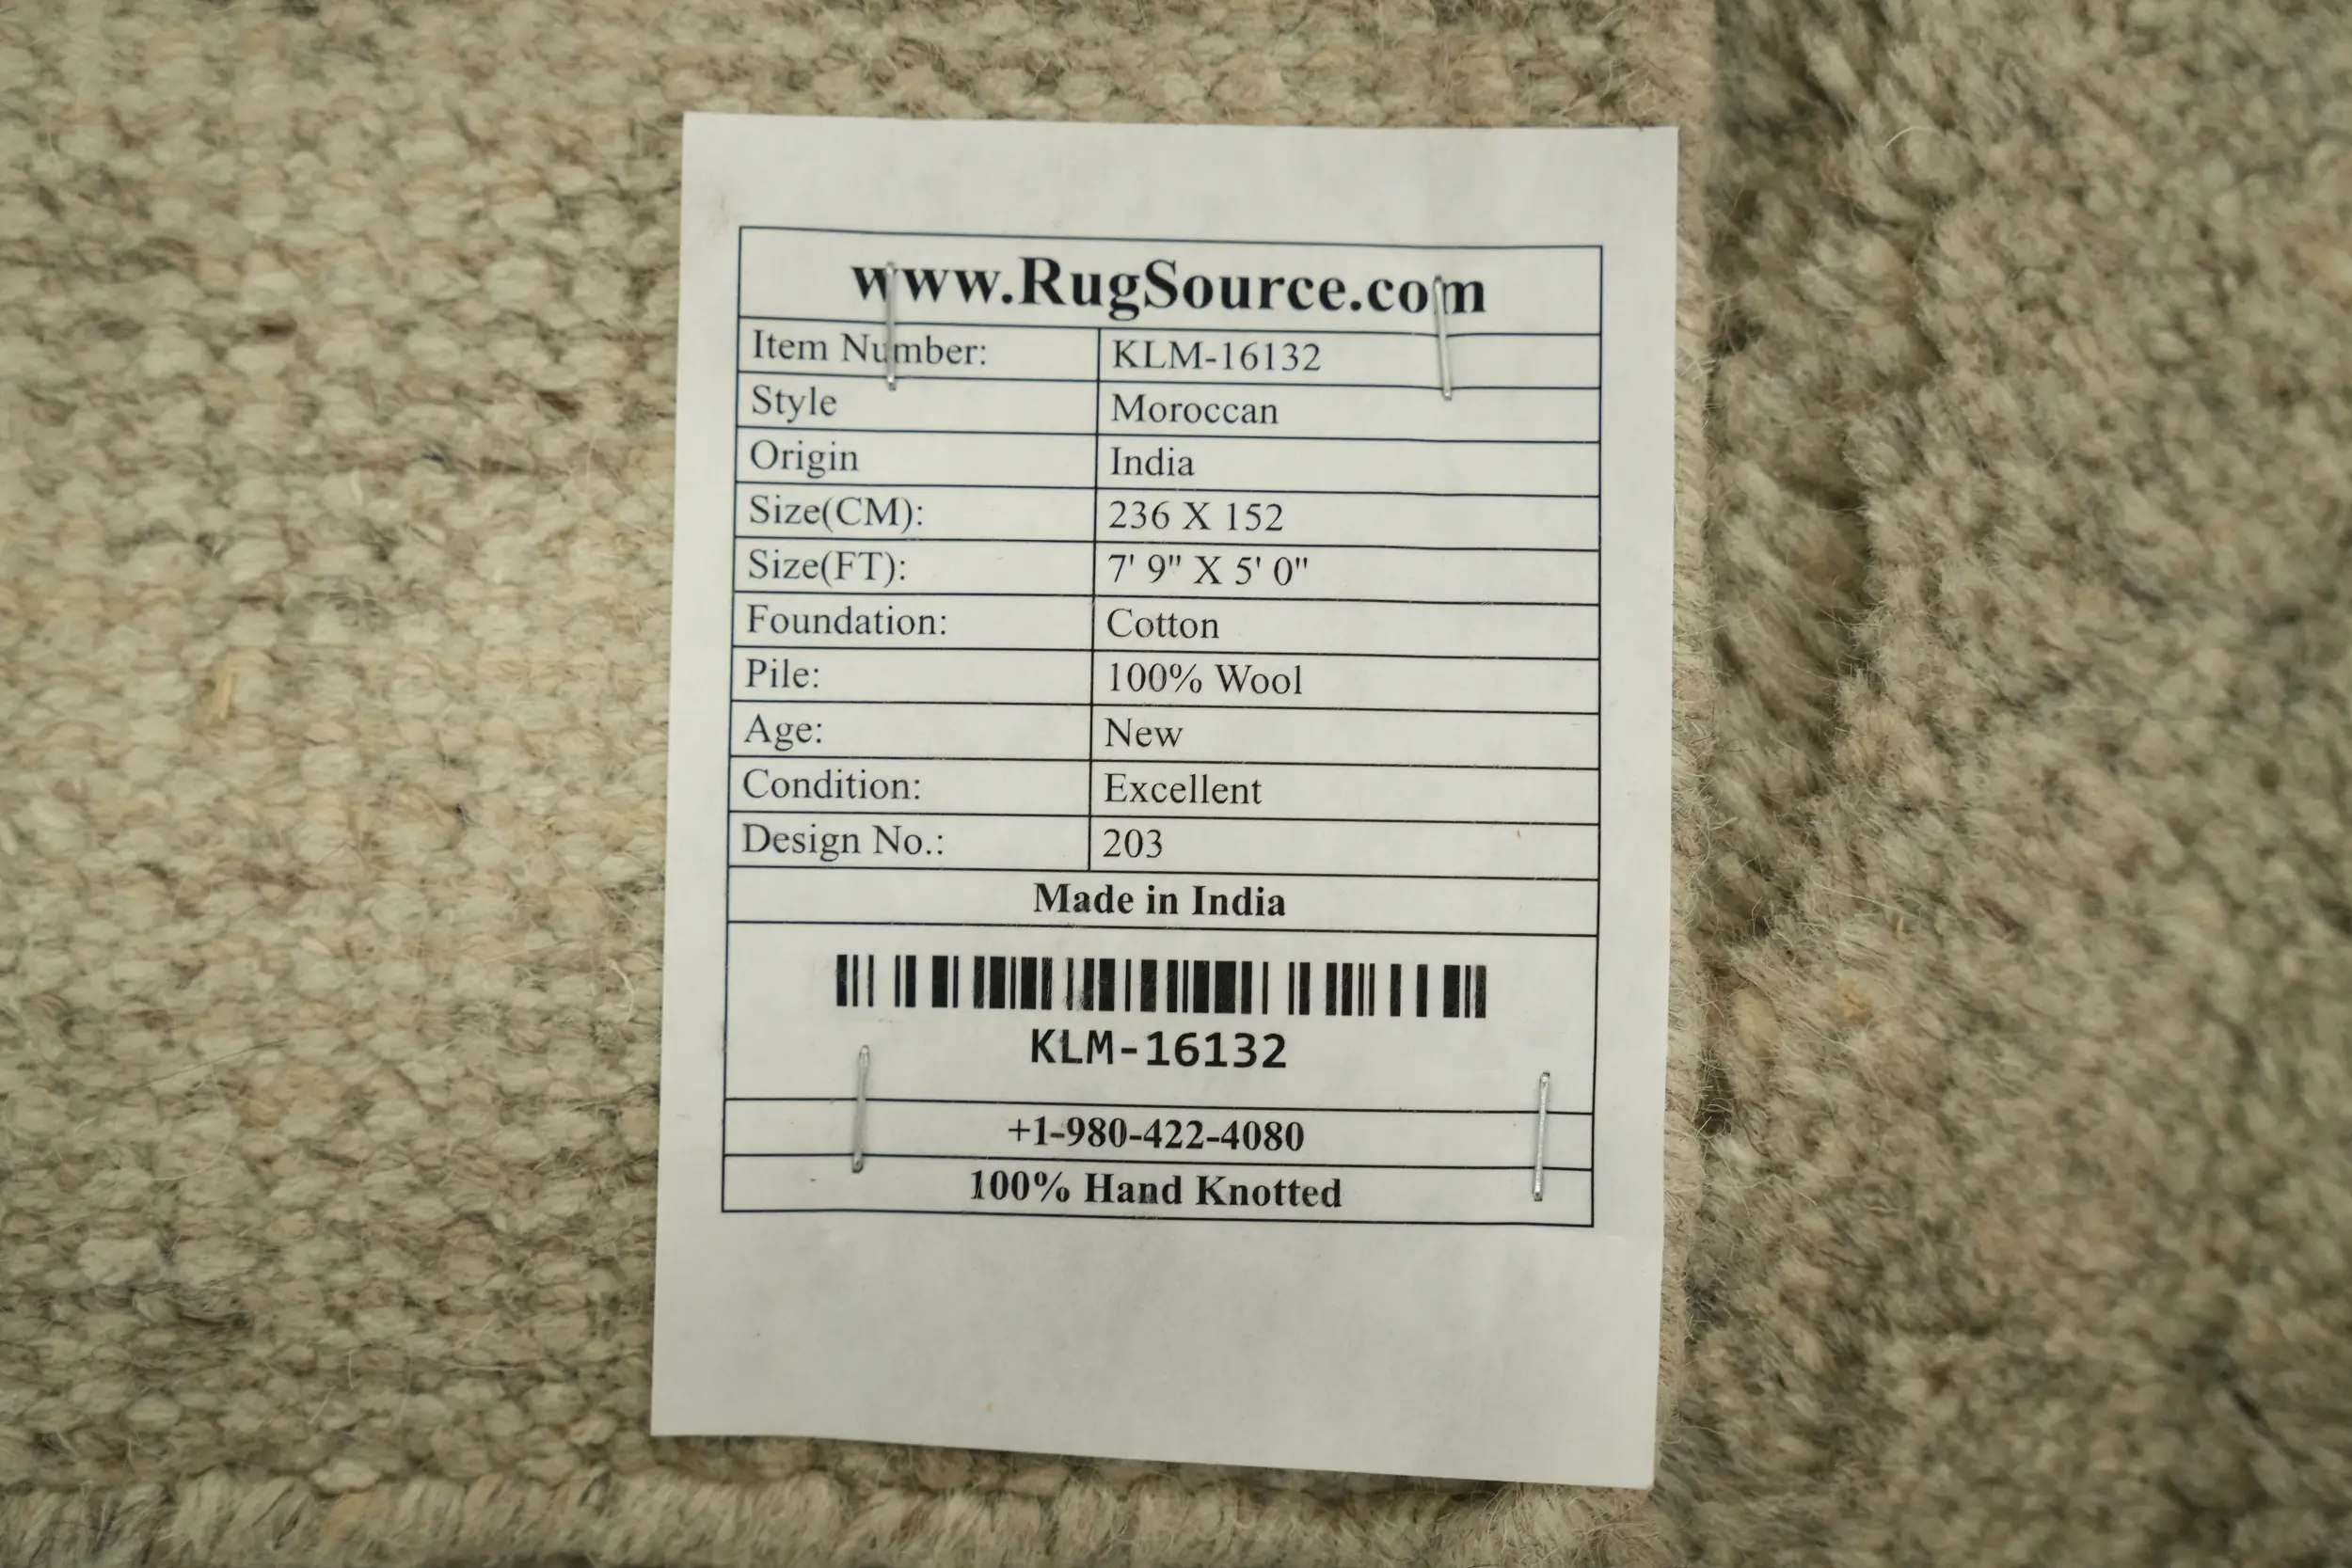 www.RugSource.com
Item Number: KLM-16132
Style Moroccan
Origin India
Size(CM): 236 X 152
Size(FT): 7' 9" X 5' 0"
Foundation: Cotton
Pile: 100% Wool
Age: New
Condition: Excellent
Design No.: 203
Made in India
KLM-16132
+1-980-422-4080
100% Hand Knotted